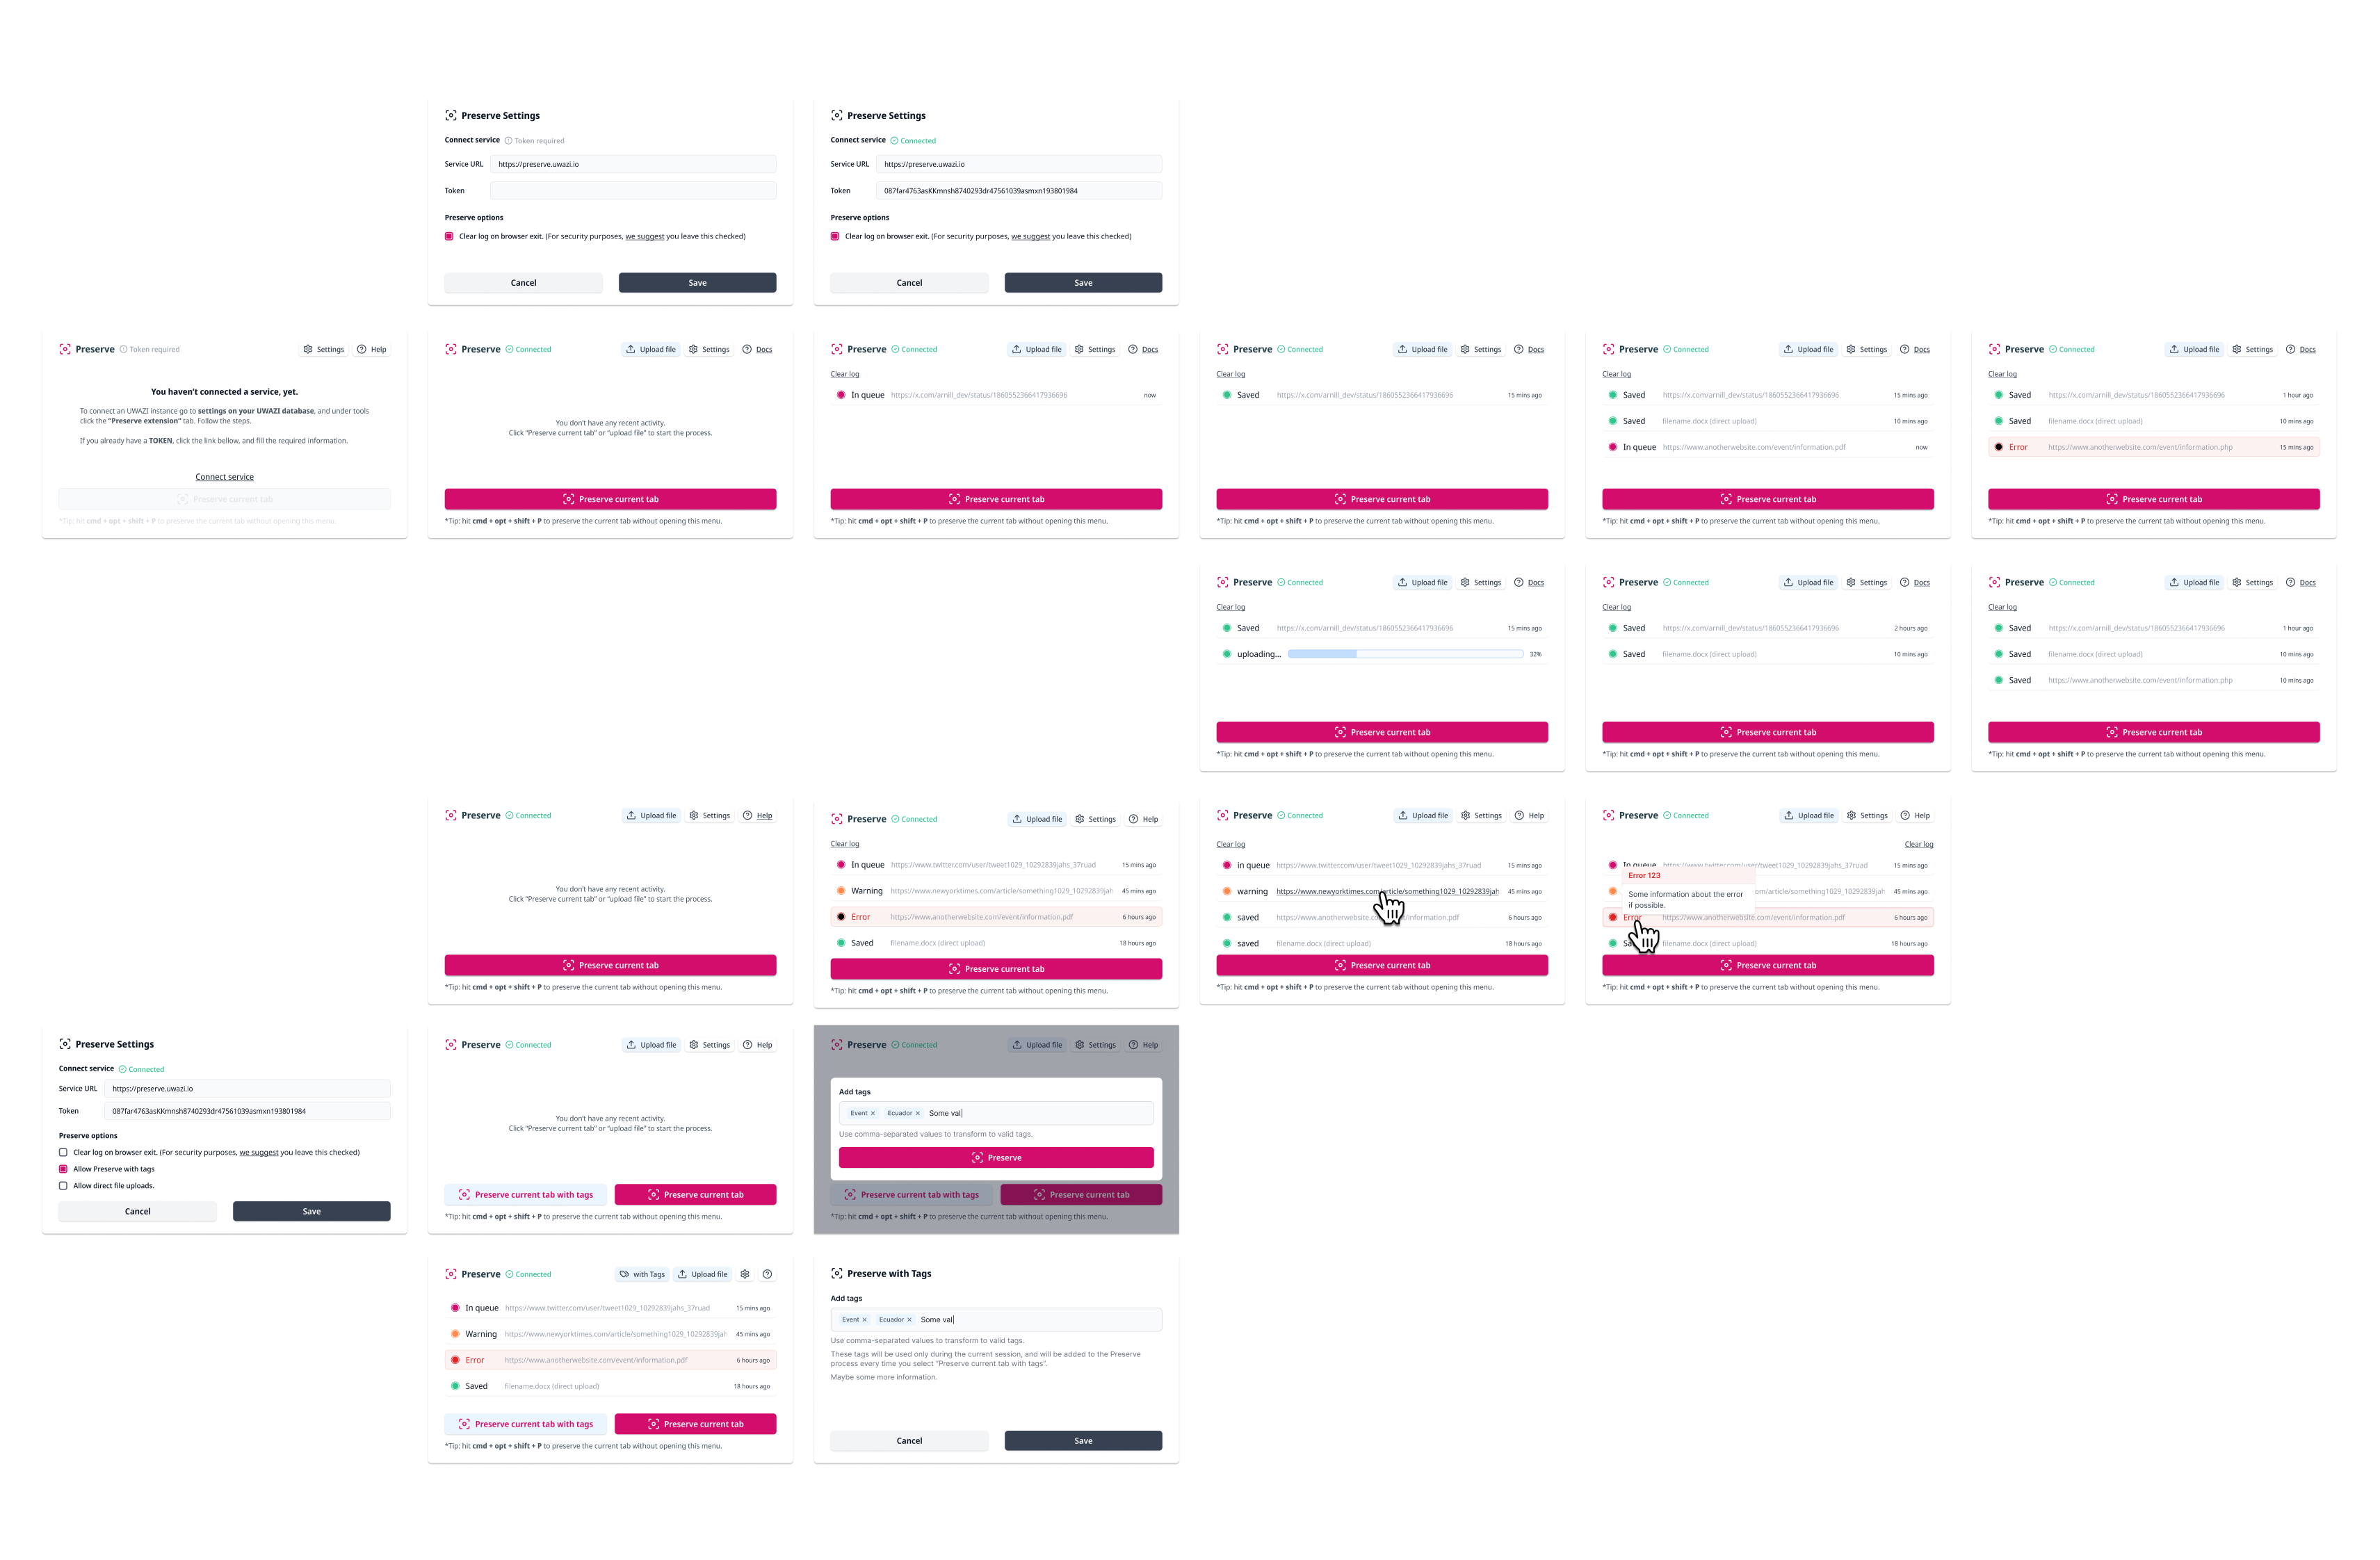 Preserve Settings
Connect service Token required
Service URL https://preserve.uwazi.io
Token
Preserve options
Clear log on browser exit. (For security purposes, we suggest you leave this checked)
Cancel Save
Preserve Settings
Connect service Connected
Service URL https://preserve.uwazi.io
Token 087far4763asKKmnsh8740293dr47561039asmxn193801984
Preserve options
Clear log on browser exit. (For security purposes, we suggest you leave this checked)
Cancel Save
Preserve Token required Settings Help
You haven't connected a service, yet.
To connect an UWAZI instance go to settings on your UWAZI database, and under tools
click the "Preserve extension" tab. Follow the steps.
If you already have a TOKEN, click the link bellow, and fill the required information.
Connect service
Preserve current tab
*Tip: hit cmd + opt + shift + P to preserve the current tab without opening this menu.
Preserve Connected Upload file Settings Docs
You don't have any recent activity.
Click "Preserve current tab" or "upload file" to start the process.
Preserve current tab
*Tip: hit cmd + opt + shift + P to preserve the current tab without opening this menu.
Preserve Connected Upload file Settings Docs
Clear log
In queue https://x.com/arnill_dev/status/1860552366417936696 now
Preserve current tab
*Tip: hit cmd + opt + shift + P to preserve the current tab without opening this menu.
Preserve Connected Upload file Settings Docs
Clear log
Saved https://x.com/arnill_dev/status/1860552366417936696 15 mins ago
Preserve current tab
*Tip: hit cmd + opt + shift + P to preserve the current tab without opening this menu.
Preserve Connected Upload file Settings Docs
Clear log
Saved https://x.com/arnill_dev/status/1860552366417936696 15 mins ago
Saved filename.docx (direct upload) 10 mins ago
In queue https://www.anotherwebsite.com/event/information.pdf now
Preserve current tab
*Tip: hit cmd + opt + shift + P to preserve the current tab without opening this menu.
Preserve Connected Upload file Settings Docs
Clear log
Saved https://x.com/arnill_dev/status/1860552366417936696 1 hour ago
Saved filename.docx (direct upload) 10 mins ago
Error https://www.anotherwebsite.com/event/information.php 15 mins ago
Preserve current tab
*Tip: hit cmd + opt + shift + P to preserve the current tab without opening this menu.
Preserve Connected Upload file Settings Docs
Clear log
Saved https://x.com/arnill_dev/status/1860552366417936696 15 mins ago
uploading... 32%
Preserve current tab
*Tip: hit cmd + opt + shift + P to preserve the current tab without opening this menu.
Preserve Connected Upload file Settings Docs
Clear log
Saved https://x.com/arnill_dev/status/1860552366417936696 2 hours ago
Saved filename.docx (direct upload) 10 mins ago
Preserve current tab
*Tip: hit cmd + opt + shift + P to preserve the current tab without opening this menu.
Preserve Connected Upload file Settings Docs
Clear log
Saved https://x.com/arnill_dev/status/1860552366417936696 1 hour ago
Saved filename.docx (direct upload) 10 mins ago
Saved https://www.anotherwebsite.com/event/information.php 10 mins ago
Preserve current tab
*Tip: hit cmd + opt + shift + P to preserve the current tab without opening this menu.
Preserve Connected Upload file Settings Help
You don't have any recent activity.
Click "Preserve current tab" or "upload file" to start the process.
Preserve current tab
*Tip: hit cmd + opt + shift + P to preserve the current tab without opening this menu.
Preserve Connected Upload file Settings Help
Clear log
In queue https://www.twitter.com/user/tweet1029_10292839jahs_37ruad 15 mins ago
Warning https://www.newyorktimes.com/article/something1029_10292839jah 45 mins ago
Error https://www.anotherwebsite.com/event/information.pdf 6 hours ago
Saved filename.docx (direct upload) 18 hours ago
Preserve current tab
*Tip: hit cmd + opt + shift + P to preserve the current tab without opening this menu.
Preserve Connected Upload file Settings Help
Clear log
in queue https://www.twitter.com/user/tweet1029_10292839jahs_37ruad 15 mins ago
warning https://www.newyorktimes.com/article/something1029_10292839jah 45 mins ago
saved https://www.anotherwebsite.c nformation.pdf 6 hours ago
saved filename.docx (direct upload) 18 hours ago
Preserve current tab
*Tip: hit cmd + opt + shift + P to preserve the current tab without opening this menu.
Preserve Connected Upload file Settings Help
Clear log
In queue https://www.twitter.com/user/tweet1029_10292839jahs_37ruad 15 mins ago
Error 123
om/article/something1029_10292839jah 45 mins ago
Some information about the error
if possible.
Error https://www.anotherwebsite.com/event/information.pdf 6 hours ago
filename.docx (direct upload) 18 hours ago
Preserve current tab
*Tip: hit cmd + opt + shift + P to preserve the current tab without opening this menu.
Preserve Settings
Connect service Connected
Service URL https://preserve.uwazi.io
Token 087far4763asKKmnsh8740293dr47561039asmxn193801984
Preserve options
Clear log on browser exit. (For security purposes, we suggest you leave this checked)
Allow Preserve with tags
Allow direct file uploads.
Cancel Save
Preserve Connected Upload file Settings Help
You don't have any recent activity.
Click "Preserve current tab" or "upload file" to start the process.
Preserve current tab with tags Preserve current tab
*Tip: hit cmd + opt + shift + P to preserve the current tab without opening this menu.
Preserve Connected Upload file Settings Help
Add tags
Event × Ecuador × Some val
Use comma-separated values to transform to valid tags.
Preserve
Preserve current tab with tags Preserve current tab
*Tip: hit cmd + opt + shift + P to preserve the current tab without opening this menu.
Preserve Connected with Tags Upload file
In queue https://www.twitter.com/user/tweet1029_10292839jahs_37ruad 15 mins ago
Warning https://www.newyorktimes.com/article/something1029_10292839jah 45 mins ago
Error https://www.anotherwebsite.com/event/information.pdf 6 hours ago
Saved filename.docx (direct upload) 18 hours ago
Preserve current tab with tags Preserve current tab
*Tip: hit cmd + opt + shift + P to preserve the current tab without opening this menu.
Preserve with Tags
Add tags
Event × Ecuador × Some val
Use comma-separated values to transform to valid tags.
These tags will be used only during the current session, and will be added to the Preserve
process every time you select "Preserve current tab with tags".
Maybe some more information.
Cancel Save